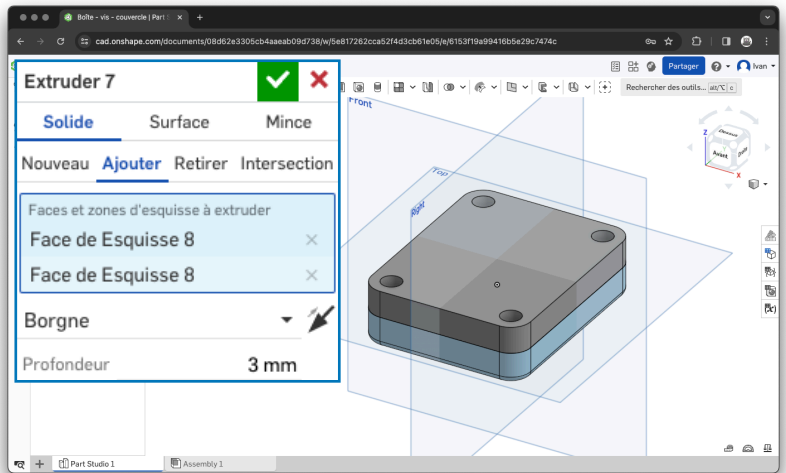 Boîte - vis - couvercle | Part S
cad.onshape.com/documents/08d62e3305cb4aaeab09d738/w/5e817262cca52f4d3cb61e05/e/6153f19a99416b5e29c7474c
Partager
Ivan
Extruder 7
Rechercher des outils... alt/⌥ c
Solide Surface Mince
Nouveau Ajouter Retirer Intersection
Faces et zones d'esquisse à extruder
Face de Esquisse 8
Face de Esquisse 8
Borgne
Profondeur 3 mm
Front
Top
Right
Z
Dessus
Avant
Droite
X
Part Studio 1
Assembly 1